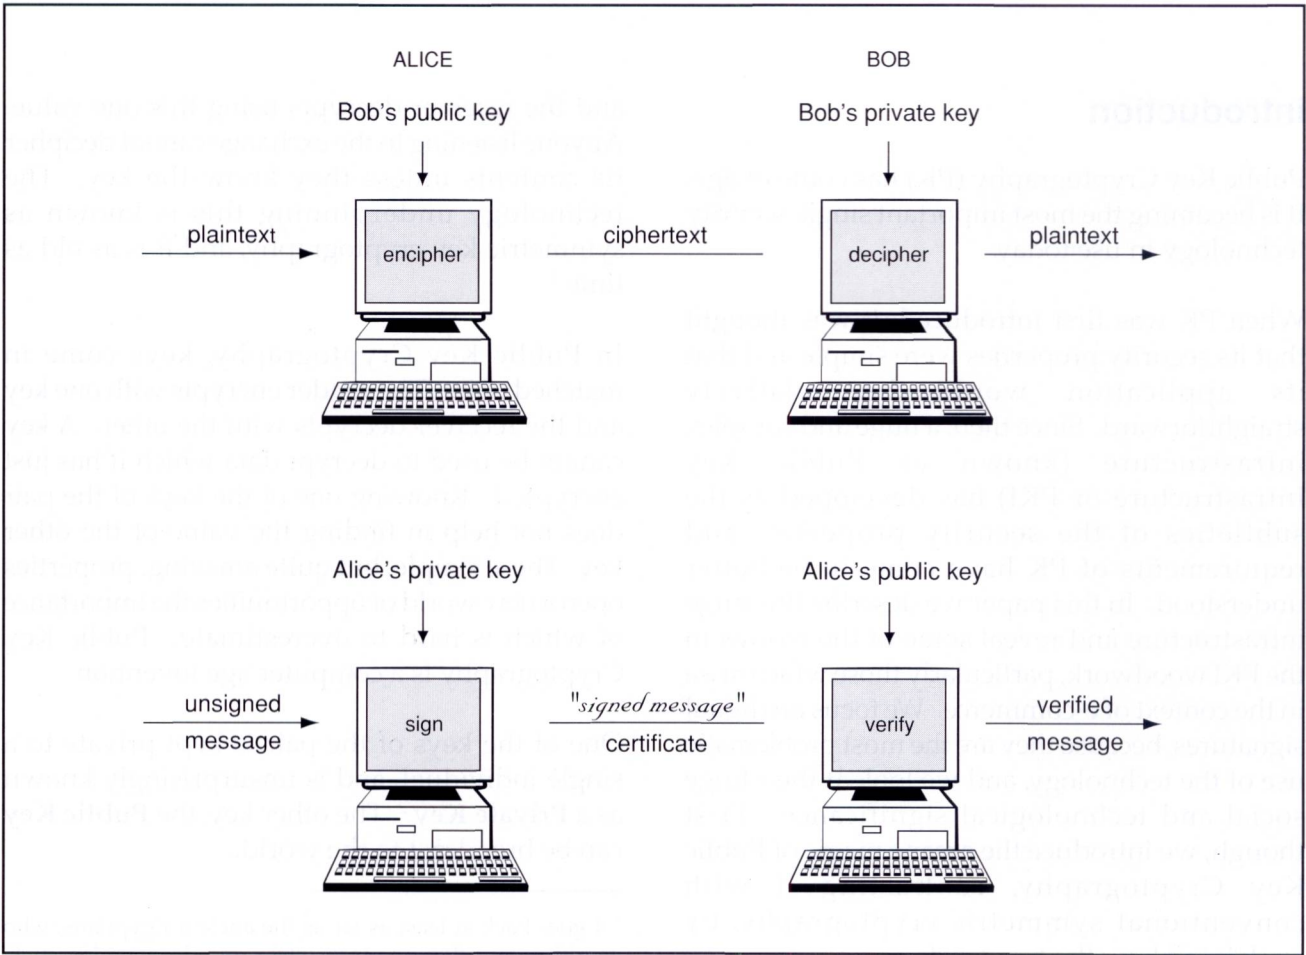 ALICE
BOB
Bob's public key
Bob's private key
plaintext
encipher
ciphertext
decipher
plaintext
Alice's private key
Alice's public key
unsigned
message
sign
"signed message"
certificate
verify
verified
message